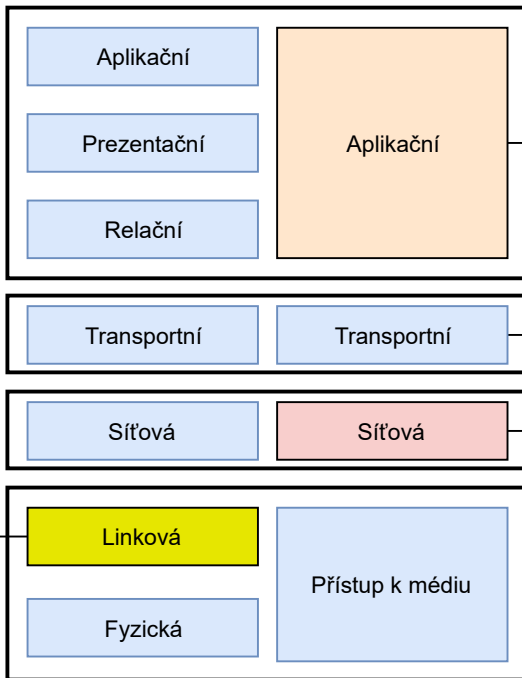 Aplikační
Aplikační
Prezentační
Relační
Transportní
Transportní
Síťová
Síťová
Linková
Přístup k médiu
Fyzická